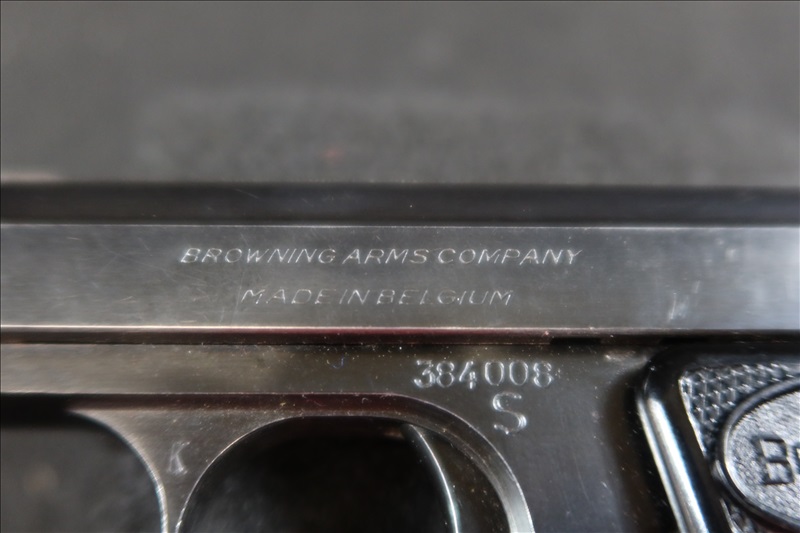 BROWNING ARMS COMPANY
MADE IN BELGIUM
384008
S
K